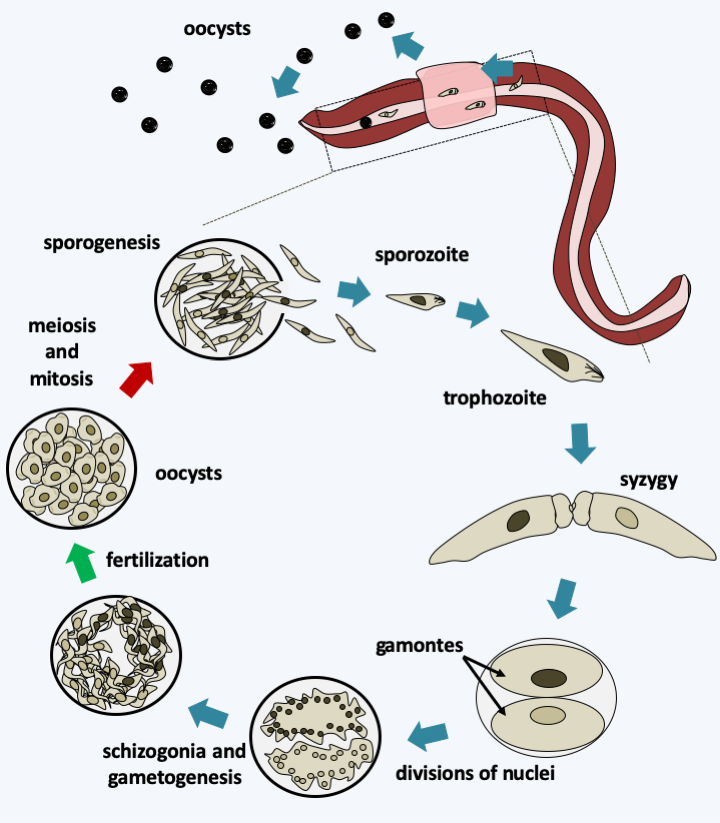 oocysts
sporogenesis
sporozoite
meiosis
and
mitosis
trophozoite
oocysts
syzygy
fertilization
gamontes
schizogonia and
gametogenesis
divisions of nuclei